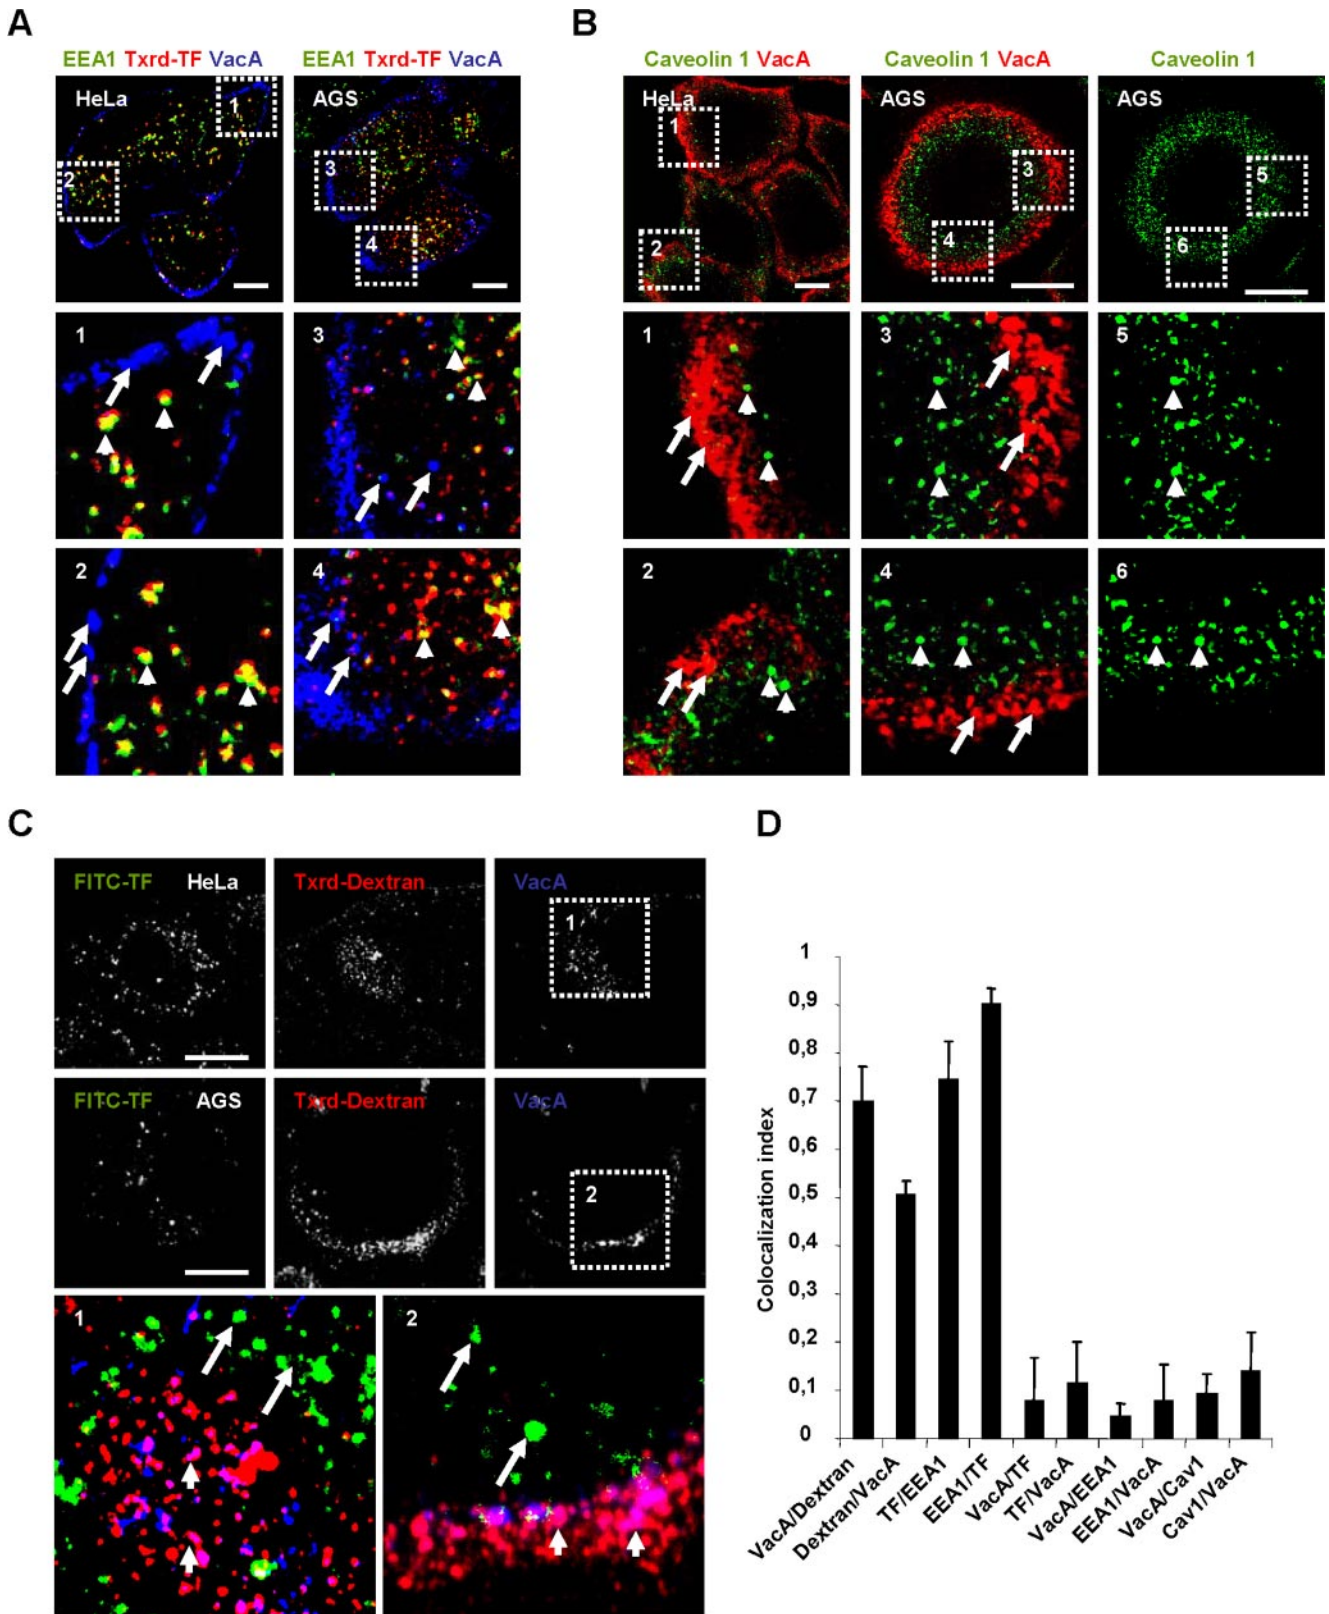 A
EEA1 Txrd-TF VacA
EEA1 Txrd-TF VacA
HeLa
1
2
AGS
3
4
1
3
2
4
B
Caveolin 1 VacA
Caveolin 1 VacA
Caveolin 1
HeLa
1
2
AGS
3
4
AGS
5
6
1
3
5
2
4
6
C
FITC-TF HeLa
Txrd-Dextran
VacA
1
FITC-TF AGS
Txrd-Dextran
VacA
2
1
2
D
Colocalization index
1
0,9
0,8
0,7
0,6
0,5
0,4
0,3
0,2
0,1
0
VacA/Dextran
Dextran/VacA
TF/EEA1
EEA1/TF
VacA/TF
TF/VacA
VacA/EEA1
EEA1/VacA
VacA/Cav1
Cav1/VacA